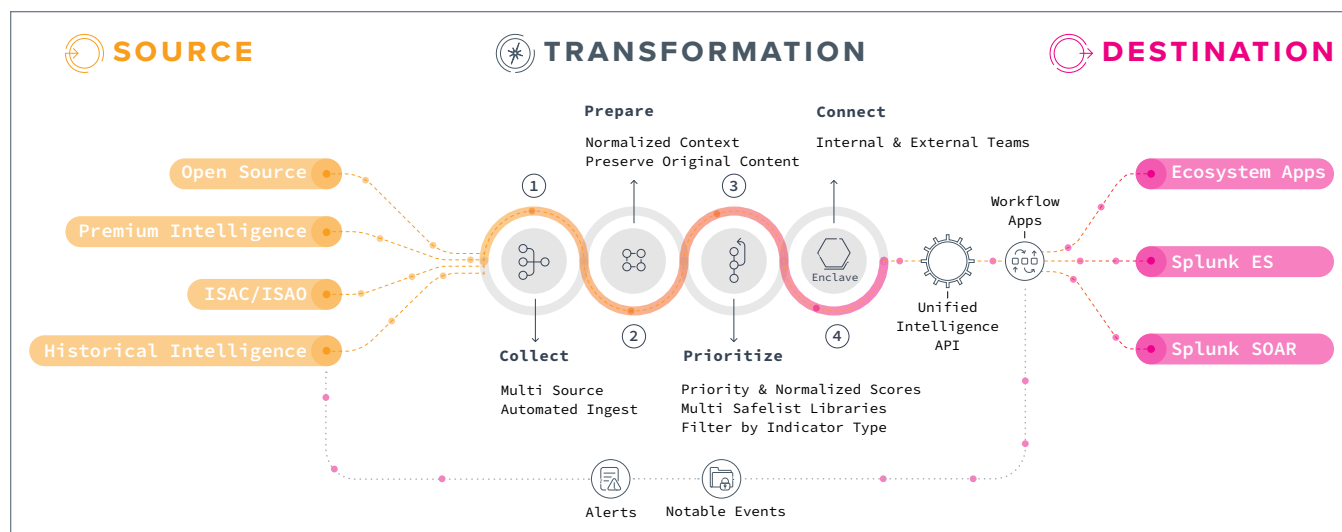 SOURCE
TRANSFORMATION
DESTINATION
Open Source
Premium Intelligence
ISAC/ISAO
Historical Intelligence
1
Collect
Multi Source
Automated Ingest
Prepare
Normalized Context
Preserve Original Content
2
3
Prioritize
Priority & Normalized Scores
Multi Safelist Libraries
Filter by Indicator Type
Connect
Internal & External Teams
Enclave
4
Unified
Intelligence
API
Workflow
Apps
Ecosystem Apps
Splunk ES
Splunk SOAR
Alerts
Notable Events